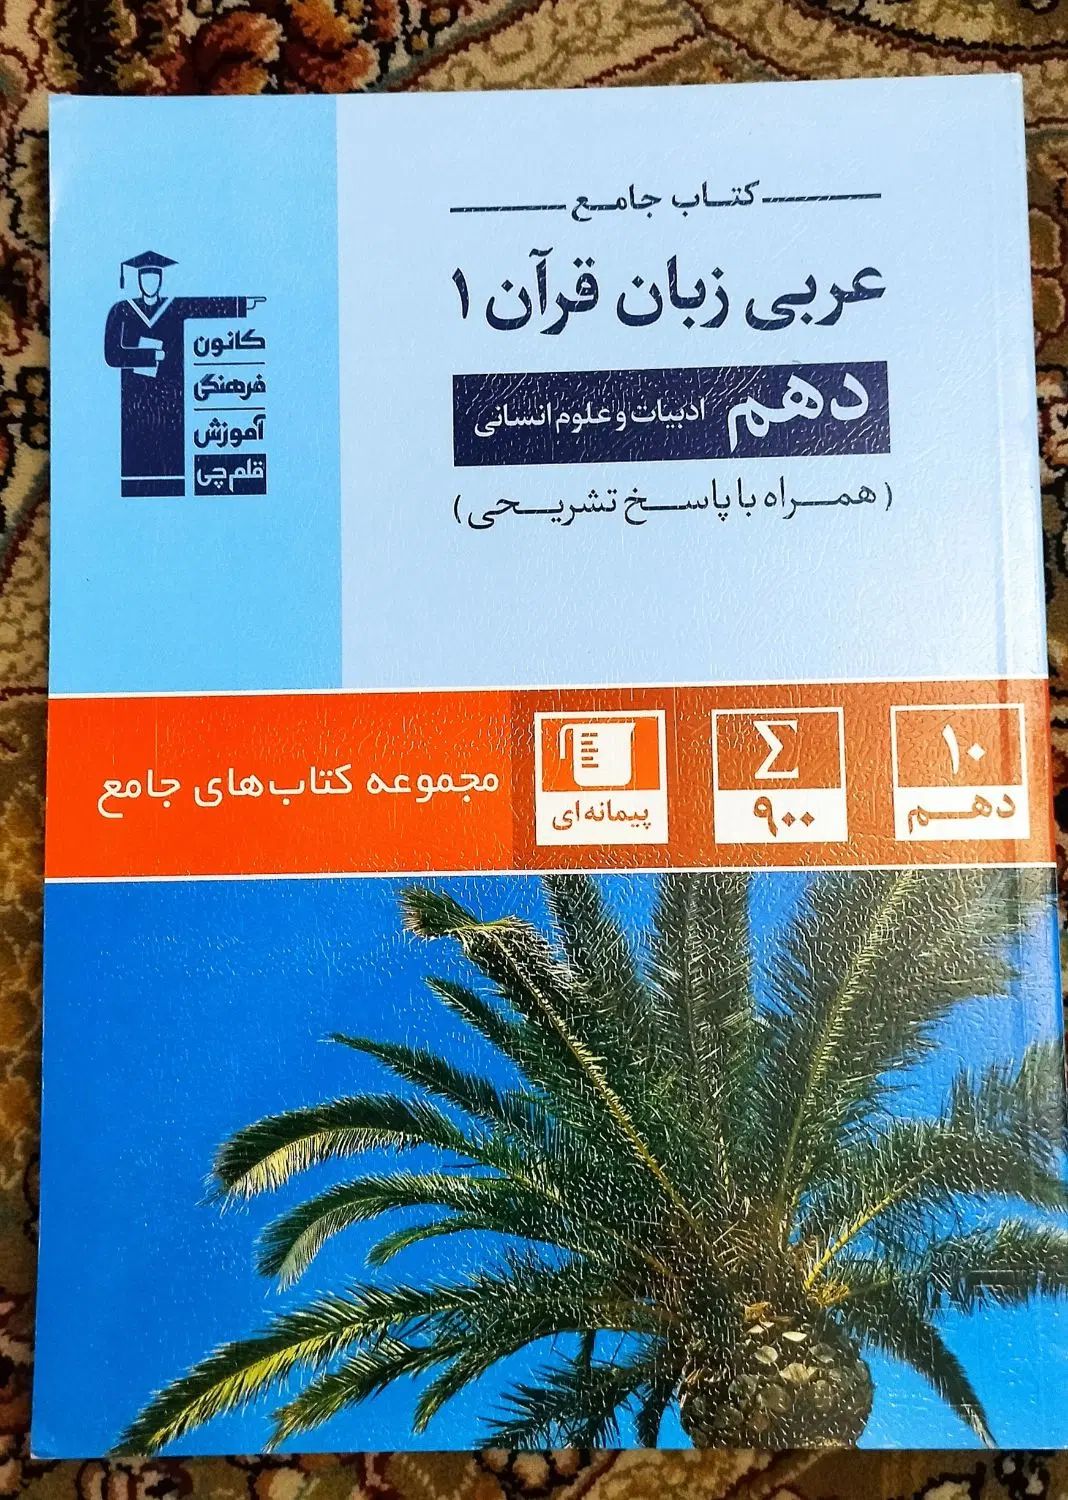 کتاب جامع
عربی زبان قرآن ۱
دهم ادبیات و علوم انسانی
(همراه با پاسخ تشریحی)
کانون
فرهنگی
آموزش
قلم‌چی
۱۰
دهم
Σ
۹۰۰
پیمانه‌ای
مجموعه کتاب‌های جامع